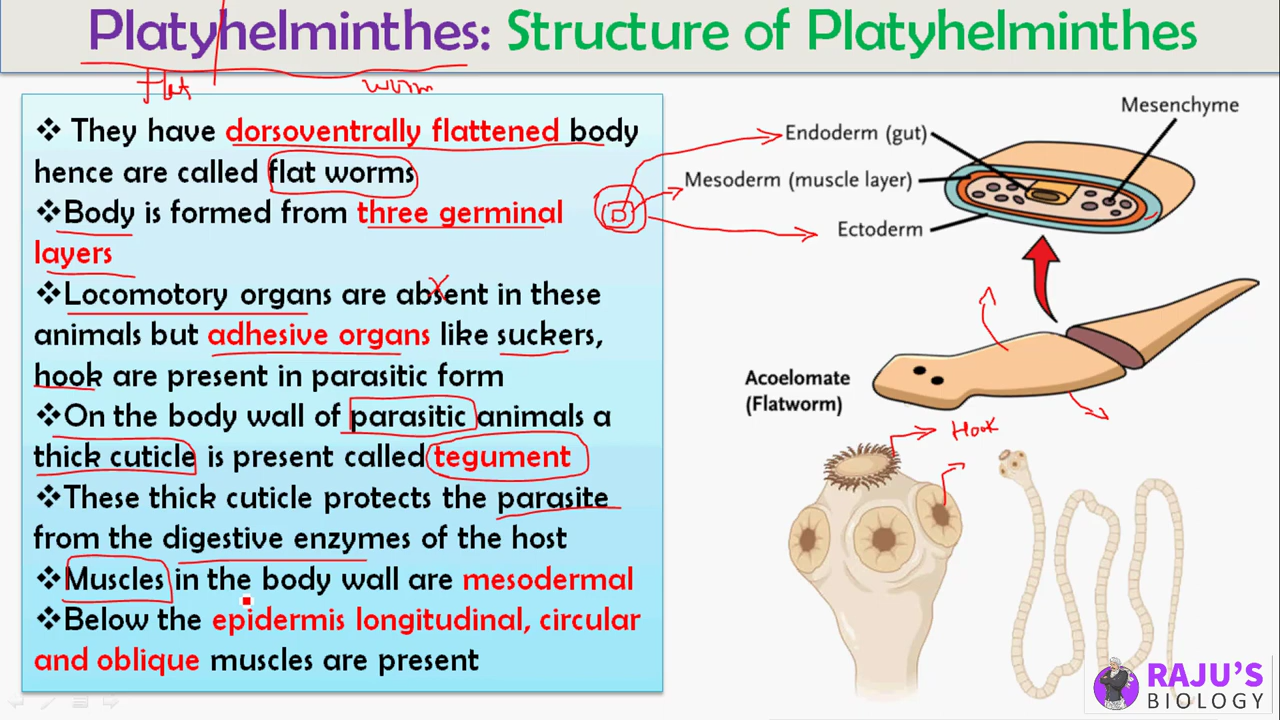 Platyhelminthes: Structure of Platyhelminthes
Flat worm
❖ They have dorsoventrally flattened body
hence are called flat worms
❖Body is formed from three germinal
layers
❖Locomotory organs are absent in these
animals but adhesive organs like suckers,
hook are present in parasitic form
❖On the body wall of parasitic animals a
thick cuticle is present called tegument
❖These thick cuticle protects the parasite
from the digestive enzymes of the host
❖Muscles in the body wall are mesodermal
❖Below the epidermis longitudinal, circular
and oblique muscles are present
Mesenchyme
Endoderm (gut)
Mesoderm (muscle layer)
Ectoderm
Acoelomate
(Flatworm)
Hook
RAJU'S
BIOLOGY